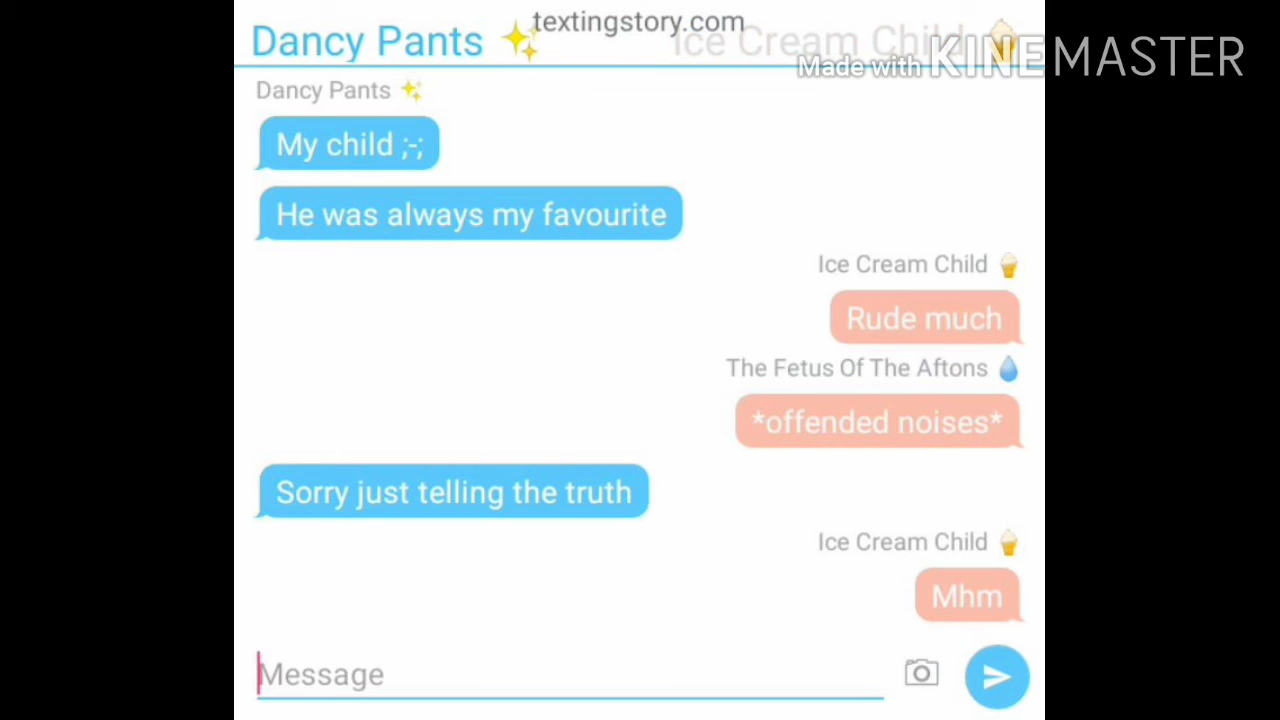 textingstory.com
Dancy Pants ✨ Ice Cream Child 🍦
Made with KINEMASTER
Dancy Pants ✨
My child ;-;
He was always my favourite
Ice Cream Child 🍦
Rude much
The Fetus Of The Aftons 💧
*offended noises*
Sorry just telling the truth
Ice Cream Child 🍦
Mhm
Message